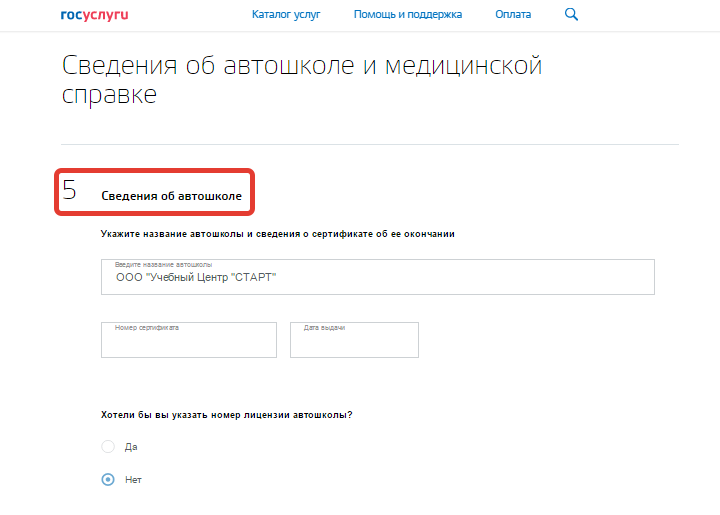 госуслуги Каталог услуг Помощь и поддержка Оплата
Сведения об автошколе и медицинской
справке
5 Сведения об автошколе
Укажите название автошколы и сведения о сертификате об ее окончании
Введите название автошколы
ООО "Учебный Центр "СТАРТ"
Номер сертификата Дата выдачи
Хотели бы вы указать номер лицензии автошколы?
Да
Нет